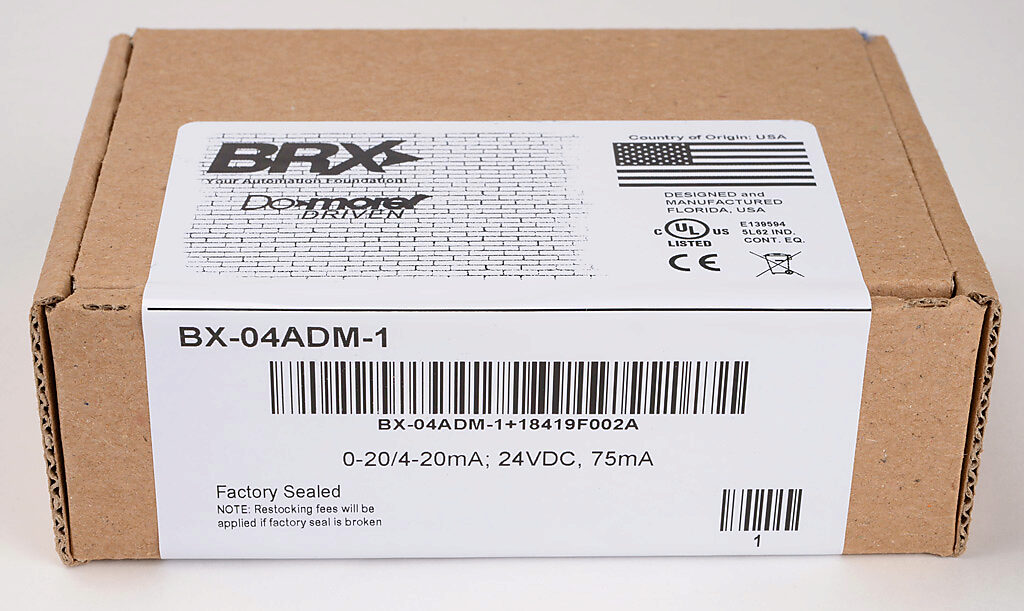 BRX
Your Automation Foundation!
Do-more!
DRIVEN
Country of Origin: USA
DESIGNED and
MANUFACTURED
FLORIDA, USA
C UL US
LISTED
E139594
5L62 IND.
CONT. EQ.
CE
BX-04ADM-1
BX-04ADM-1+18419F002A
0-20/4-20mA; 24VDC, 75mA
Factory Sealed
NOTE: Restocking fees will be
applied if factory seal is broken
1